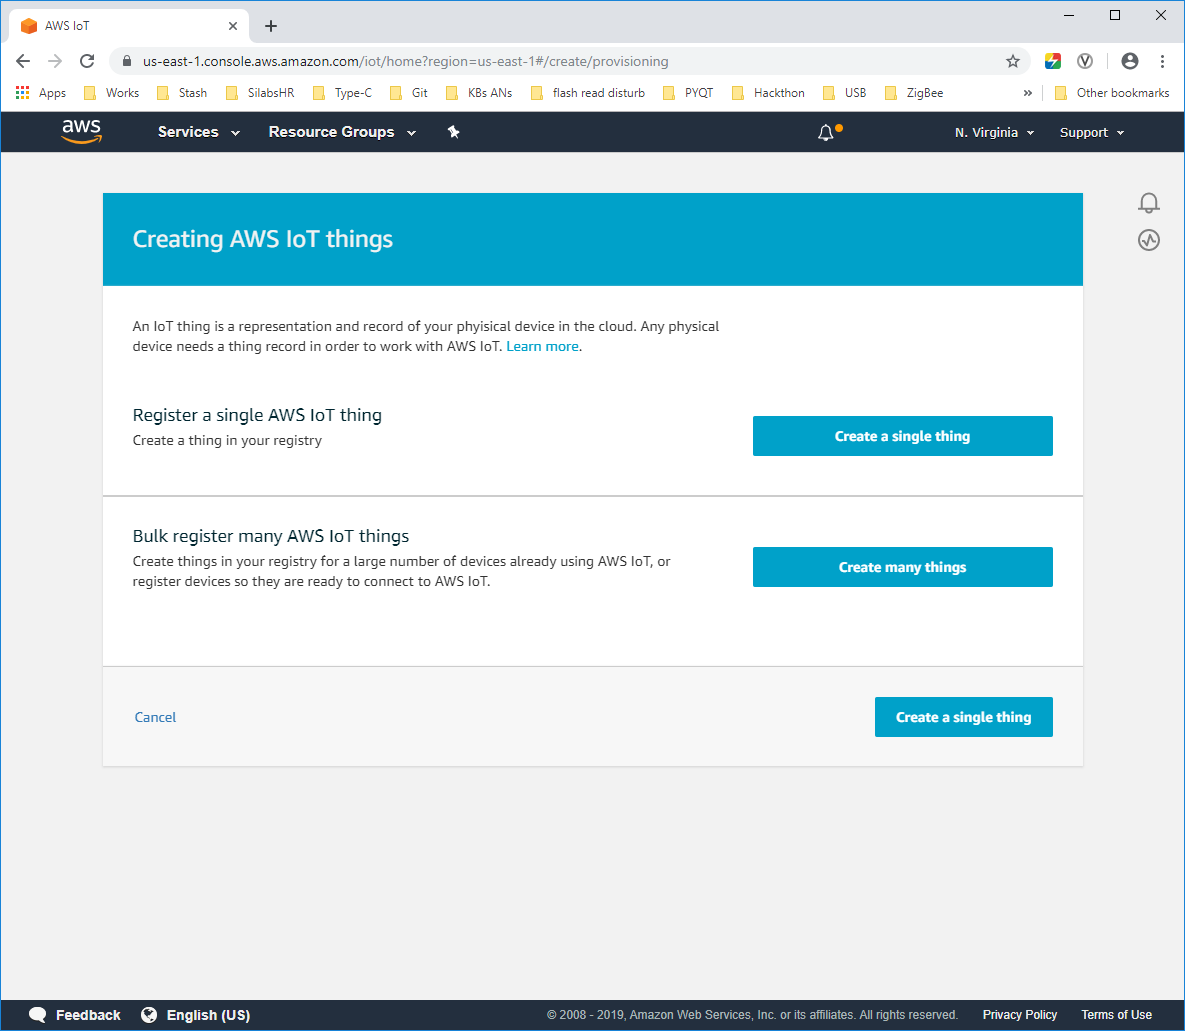 AWS IoT
us-east-1.console.aws.amazon.com/iot/home?region=us-east-1#/create/provisioning
Apps Works Stash SilabsHR Type-C Git KBs ANs flash read disturb PYQT Hackthon USB ZigBee » Other bookmarks
aws Services Resource Groups N. Virginia Support
Creating AWS IoT things
An IoT thing is a representation and record of your phyisical device in the cloud. Any physical
device needs a thing record in order to work with AWS IoT. Learn more.
Register a single AWS IoT thing
Create a thing in your registry
Create a single thing
Bulk register many AWS IoT things
Create things in your registry for a large number of devices already using AWS IoT, or
register devices so they are ready to connect to AWS IoT.
Create many things
Cancel Create a single thing
Feedback English (US) © 2008 - 2019, Amazon Web Services, Inc. or its affiliates. All rights reserved. Privacy Policy Terms of Use